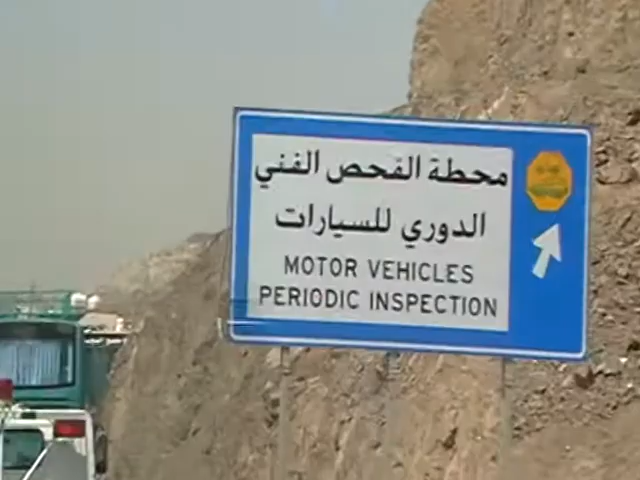 محطة الفحص الفني
الدوري للسيارات
MOTOR VEHICLES
PERIODIC INSPECTION